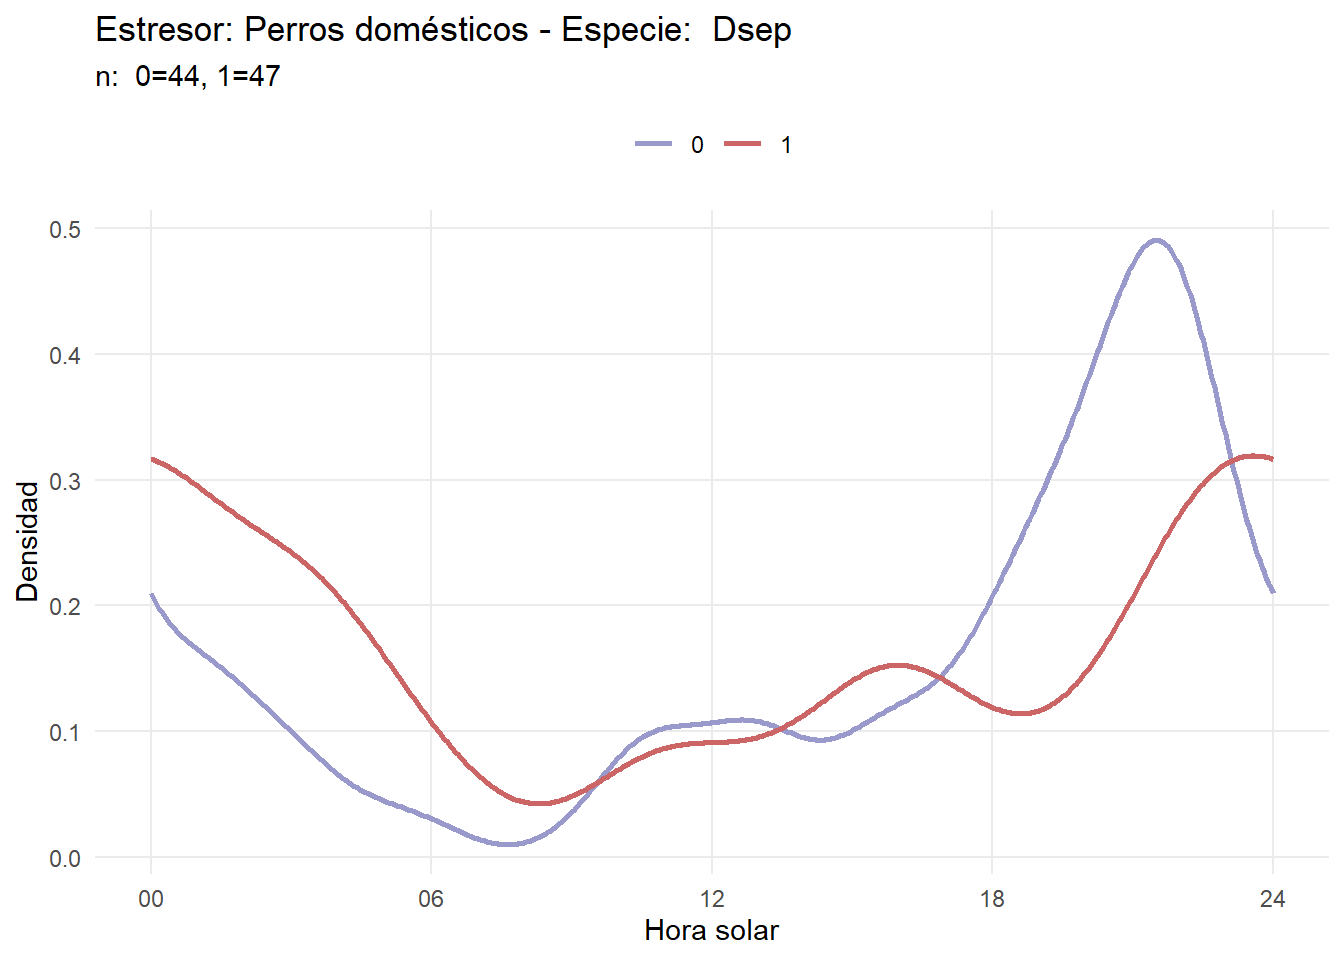 Estresor: Perros domésticos - Especie:  Dsep
n:  0=44, 1=47
0 1
0.5
0.4
0.3
0.2
0.1
0.0
Densidad
00 06 12 18 24
Hora solar